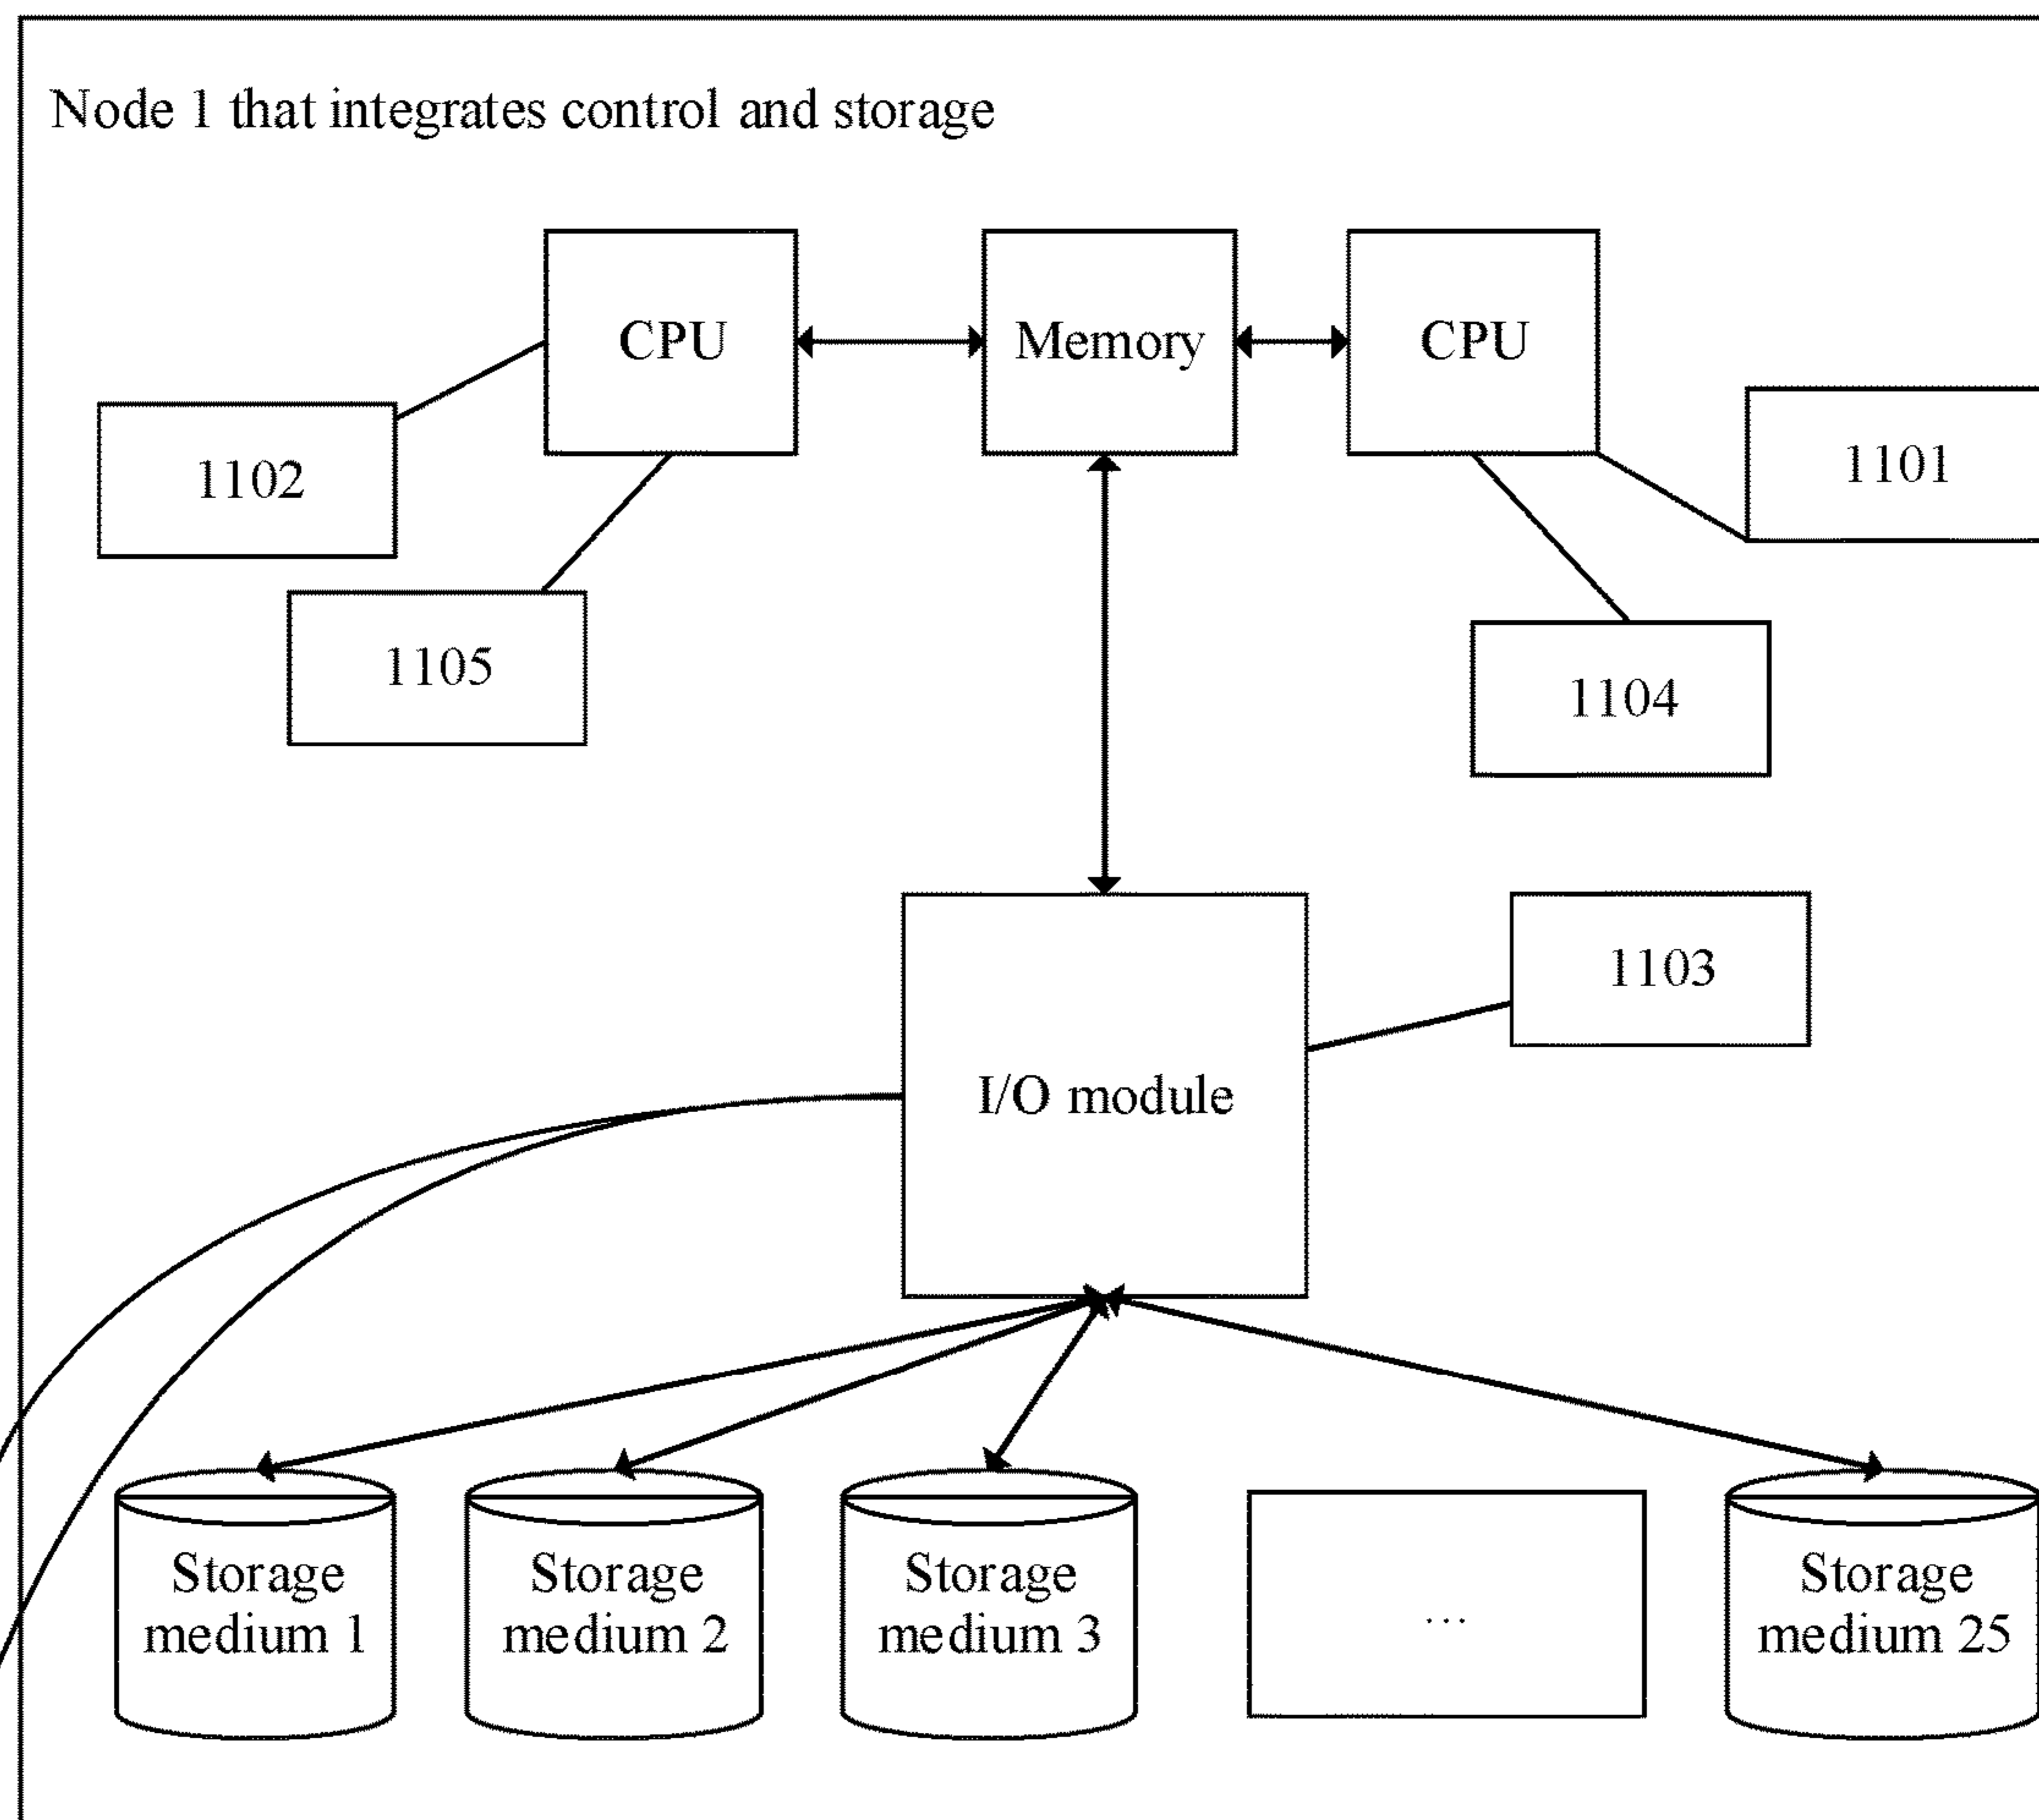 Node 1 that integrates control and storage
CPU
Memory
CPU
1102
1101
1105
1104
1103
I/O module
Storage
medium 1
Storage
medium 2
Storage
medium 3
...
Storage
medium 25